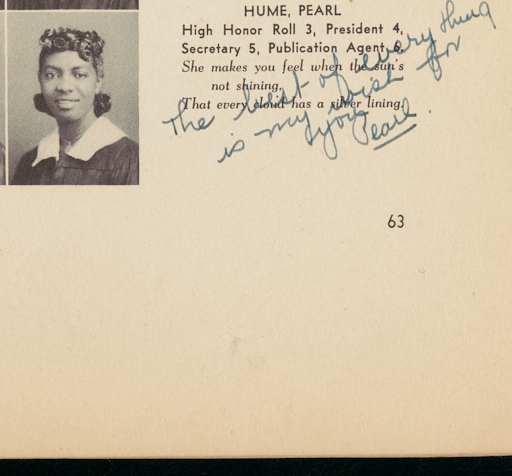 HUME, PEARL
High Honor Roll 3, President 4,
Secretary 5, Publication Agent 6.
She makes you feel when the sun's
not shining,
That every cloud has a silver lining.
The best of everything
is my wish for
you
Pearl.
63